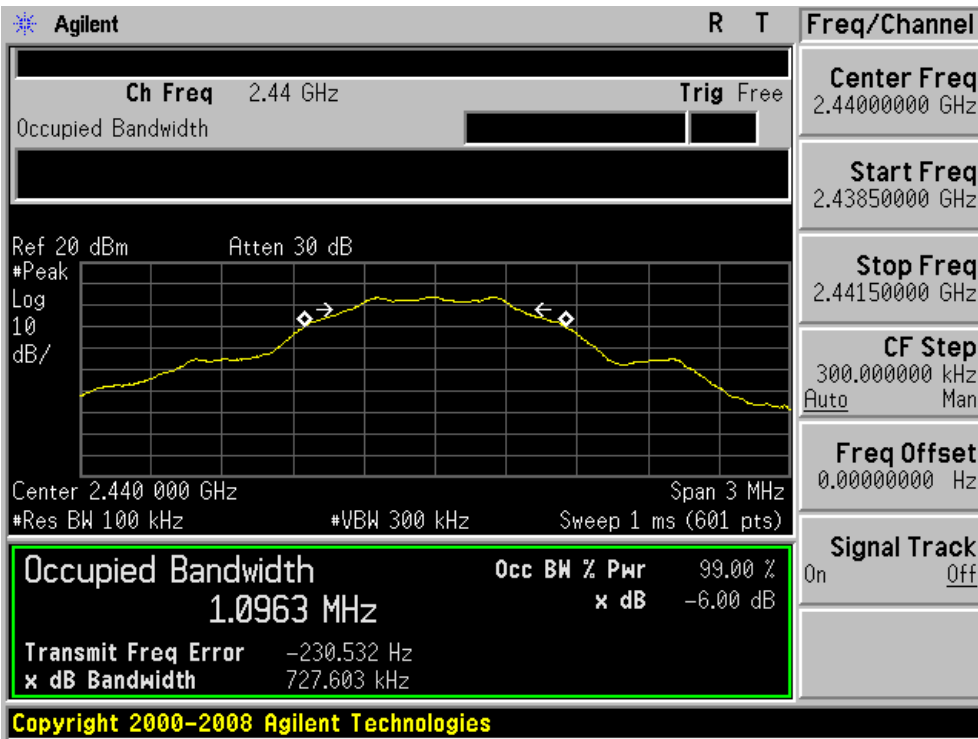 Agilent R T
Ch Freq 2.44 GHz Trig Free
Occupied Bandwidth
Ref 20 dBm Atten 30 dB
#Peak
Log
10
dB/
Center 2.440 000 GHz Span 3 MHz
#Res BW 100 kHz #VBW 300 kHz Sweep 1 ms (601 pts)
Occupied Bandwidth
1.0963 MHz
Occ BW % Pwr 99.00 %
x dB -6.00 dB
Transmit Freq Error -230.532 Hz
x dB Bandwidth 727.603 kHz
Copyright 2000-2008 Agilent Technologies
Freq/Channel
Center Freq
2.44000000 GHz
Start Freq
2.43850000 GHz
Stop Freq
2.44150000 GHz
CF Step
300.000000 kHz
Auto Man
Freq Offset
0.00000000 Hz
Signal Track
On Off